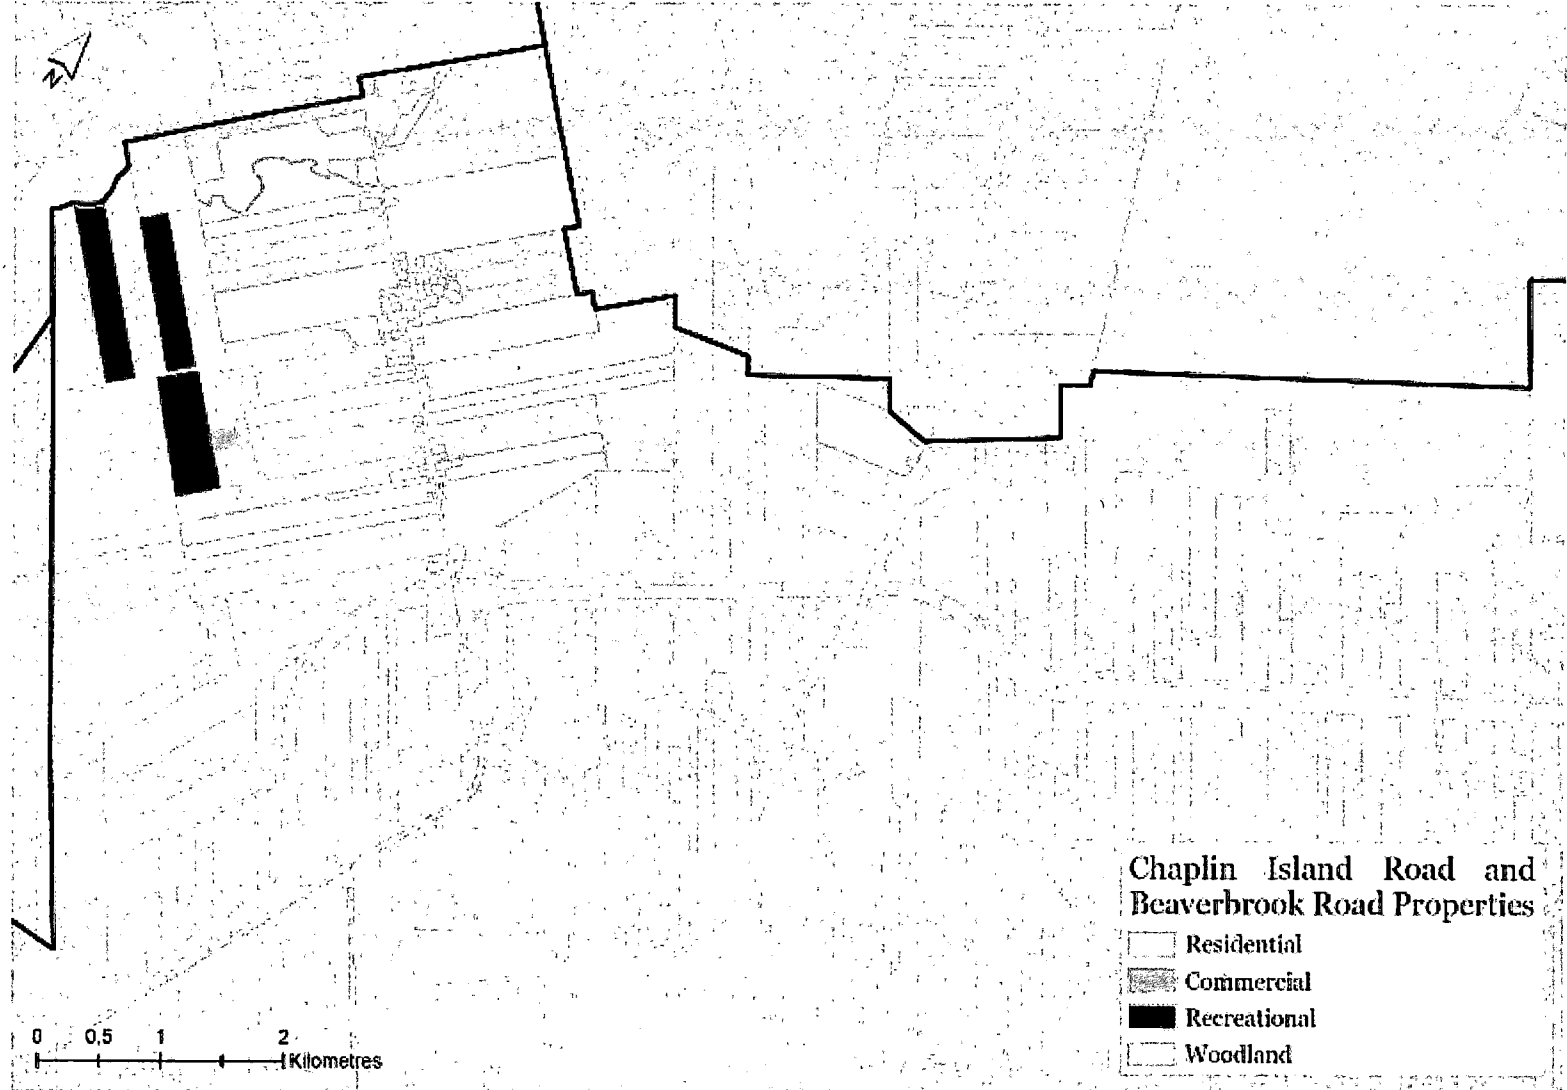 N
Chaplin Island Road and
Beaverbrook Road Properties
Residential
Commercial
Recreational
Woodland
0 0,5 1 2
Kilometres